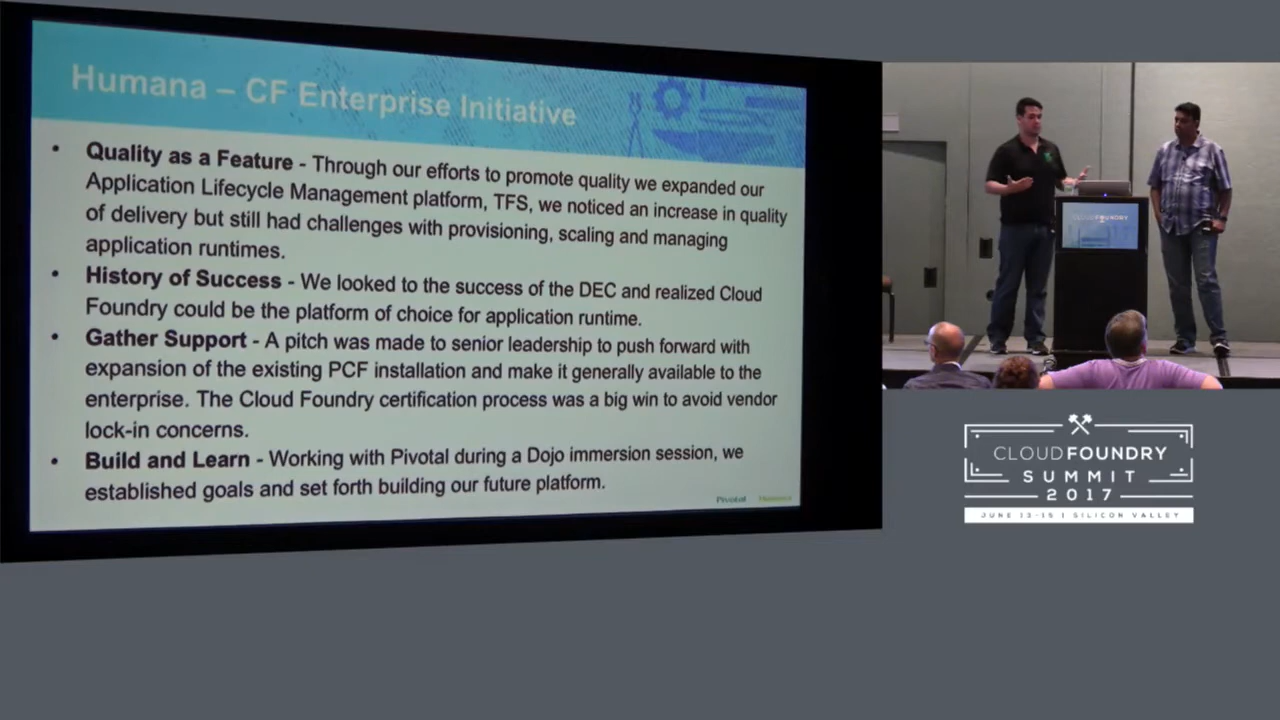 Humana – CF Enterprise Initiative
• Quality as a Feature - Through our efforts to promote quality we expanded our
Application Lifecycle Management platform, TFS, we noticed an increase in quality
of delivery but still had challenges with provisioning, scaling and managing
application runtimes.
• History of Success - We looked to the success of the DEC and realized Cloud
Foundry could be the platform of choice for application runtime.
• Gather Support - A pitch was made to senior leadership to push forward with
expansion of the existing PCF installation and make it generally available to the
enterprise. The Cloud Foundry certification process was a big win to avoid vendor
lock-in concerns.
• Build and Learn - Working with Pivotal during a Dojo immersion session, we
established goals and set forth building our future platform.
Pivotal Humana
CLOUD FOUNDRY
CLOUD FOUNDRY
SUMMIT
2017
JUNE 13-15 | SILICON VALLEY